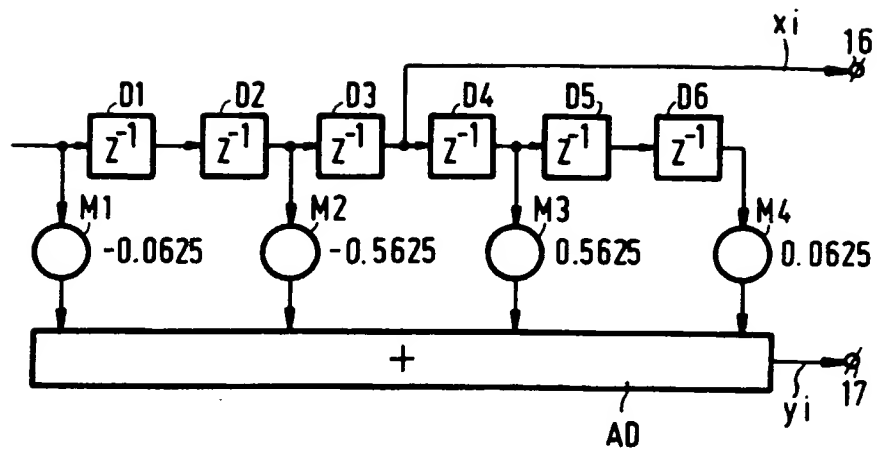 xi
16
D1 D2 D3 D4 D5 D6
z⁻¹ z⁻¹ z⁻¹ z⁻¹ z⁻¹ z⁻¹
M1 M2 M3 M4
-0.0625 -0.5625 0.5625 0.0625
+
yi
17
AD